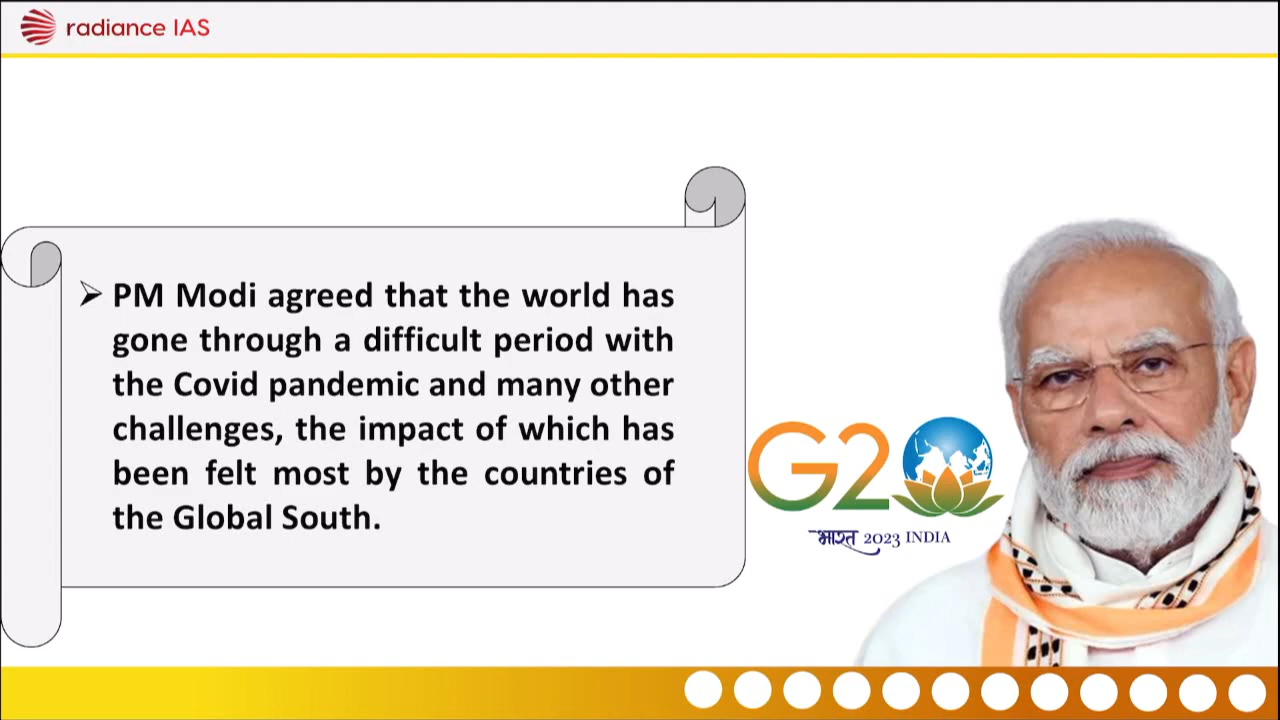 radiance IAS
PM Modi agreed that the world has
gone through a difficult period with
the Covid pandemic and many other
challenges, the impact of which has
been felt most by the countries of
the Global South.
G20
भारत 2023 INDIA